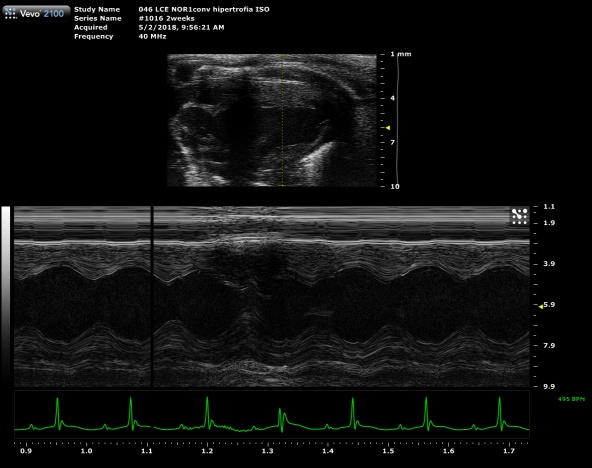 Vevo 2100
Study Name 046 LCE NOR1conv hipertrofia ISO
Series Name #1016 2weeks
Acquired 5/2/2018, 9:56:21 AM
Frequency 40 MHz
1 mm
4
7
10
1.1
1.9
3.9
5.9
7.9
9.9
495 BPM
0.9 1.0 1.1 1.2 1.3 1.4 1.5 1.6 1.7